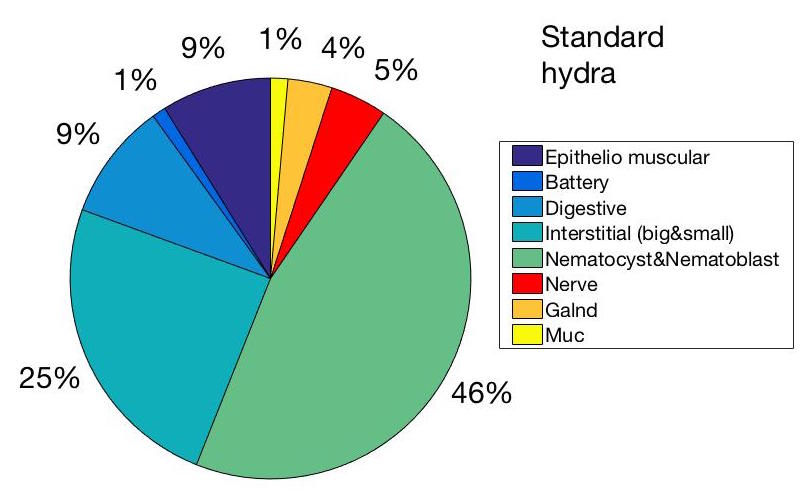 Standard
hydra
9%
1%
4%
5%
1%
9%
25%
46%
Epithelio muscular
Battery
Digestive
Interstitial (big&small)
Nematocyst&Nematoblast
Nerve
Galnd
Muc